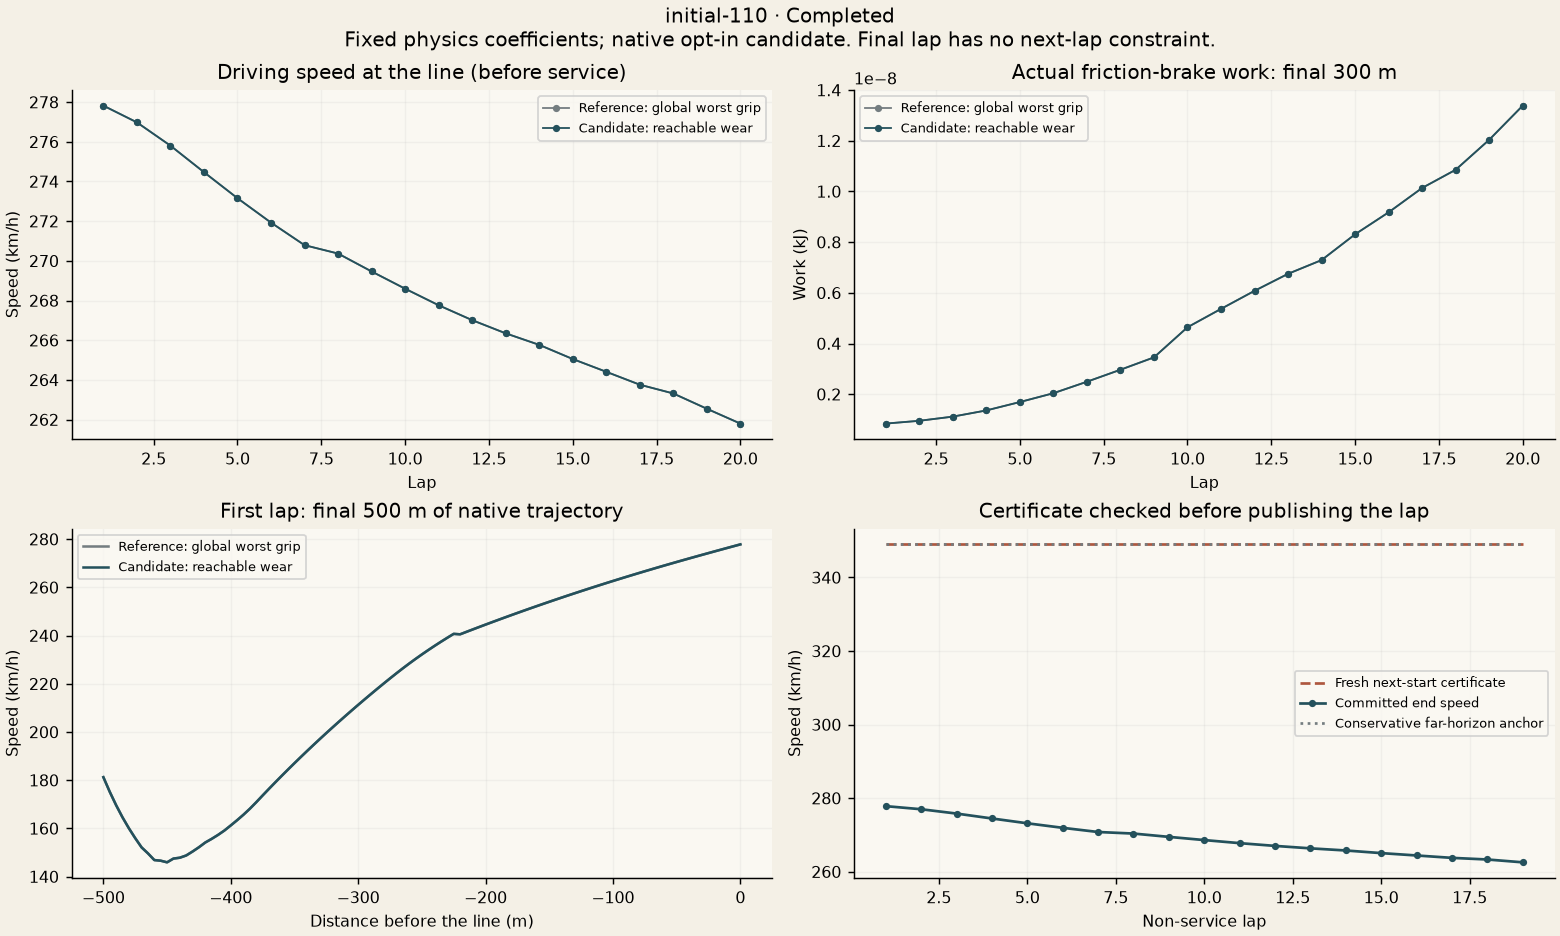 initial-110 · Completed
Fixed physics coefficients; native opt-in candidate. Final lap has no next-lap constraint.
Driving speed at the line (before service)
Reference: global worst grip
Candidate: reachable wear
278
276
274
272
270
268
266
264
262
Speed (km/h)
2.5 5.0 7.5 10.0 12.5 15.0 17.5 20.0
Lap
Actual friction-brake work: final 300 m
1e−8
Reference: global worst grip
Candidate: reachable wear
1.4
1.2
1.0
0.8
0.6
0.4
0.2
Work (kJ)
2.5 5.0 7.5 10.0 12.5 15.0 17.5 20.0
Lap
First lap: final 500 m of native trajectory
Reference: global worst grip
Candidate: reachable wear
280
260
240
220
200
180
160
140
Speed (km/h)
−500 −400 −300 −200 −100 0
Distance before the line (m)
Certificate checked before publishing the lap
340
320
300
280
260
Speed (km/h)
Fresh next-start certificate
Committed end speed
Conservative far-horizon anchor
2.5 5.0 7.5 10.0 12.5 15.0 17.5
Non-service lap